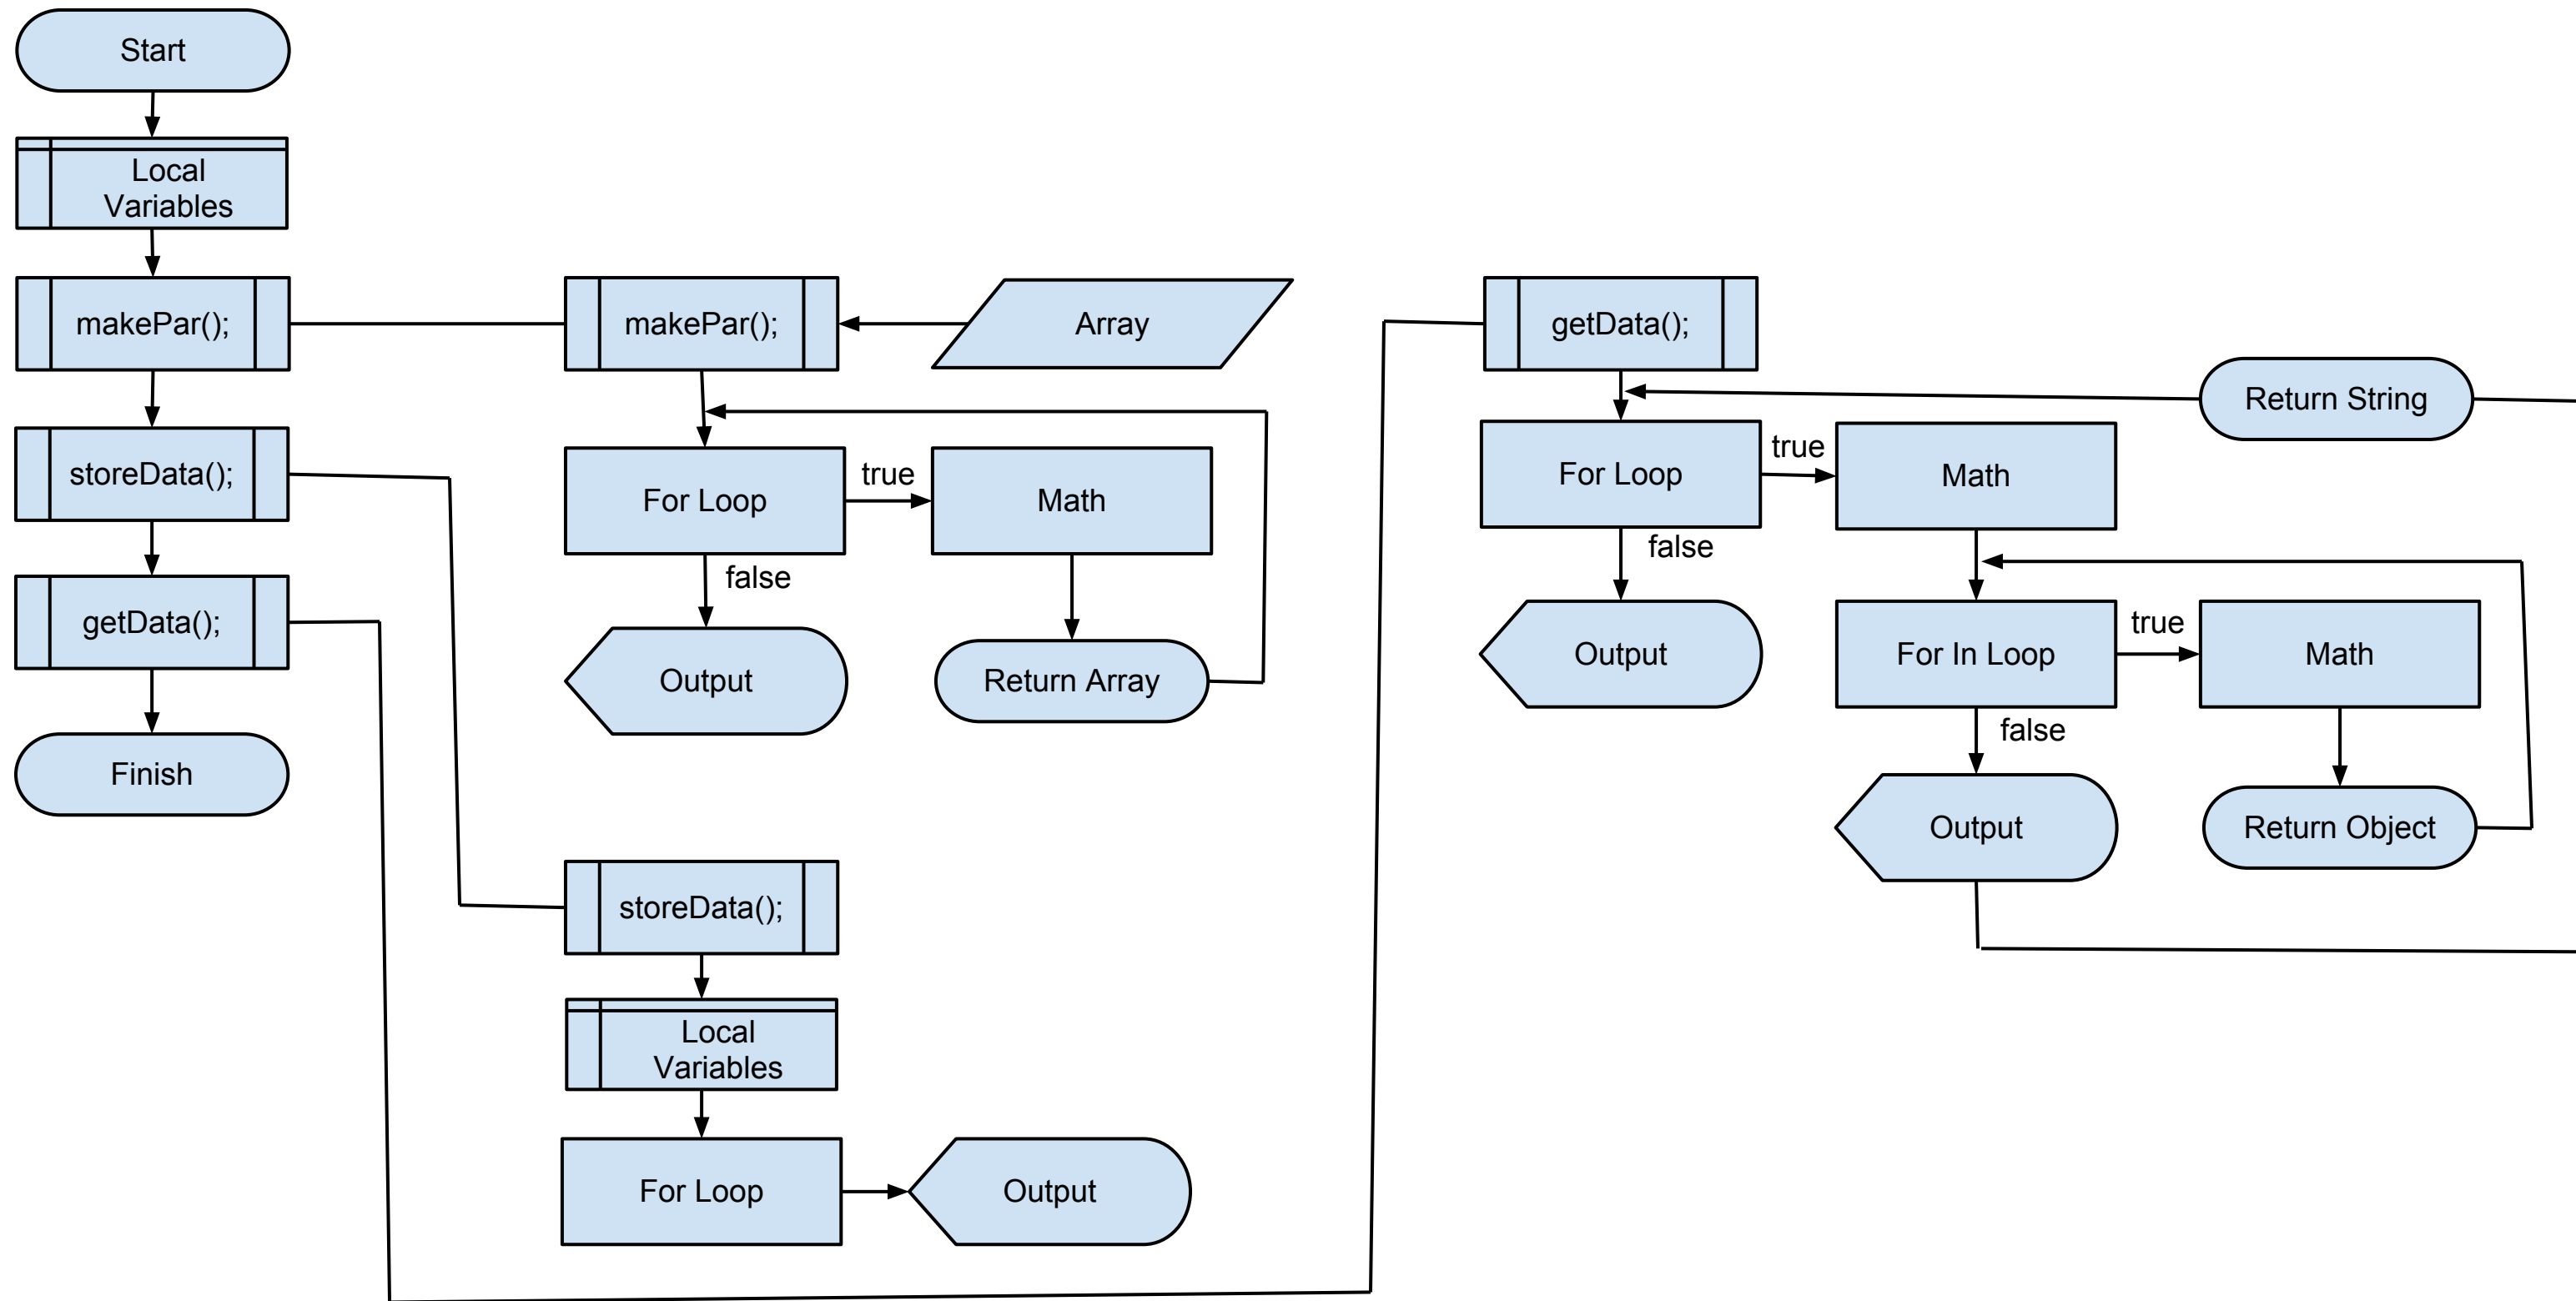 Start
Local
Variables
makePar();
storeData();
getData();
Finish
makePar();
Array
For Loop
true
Math
false
Output
Return Array
storeData();
Local
Variables
For Loop
Output
getData();
Return String
For Loop
true
Math
false
Output
For In Loop
true
Math
false
Output
Return Object